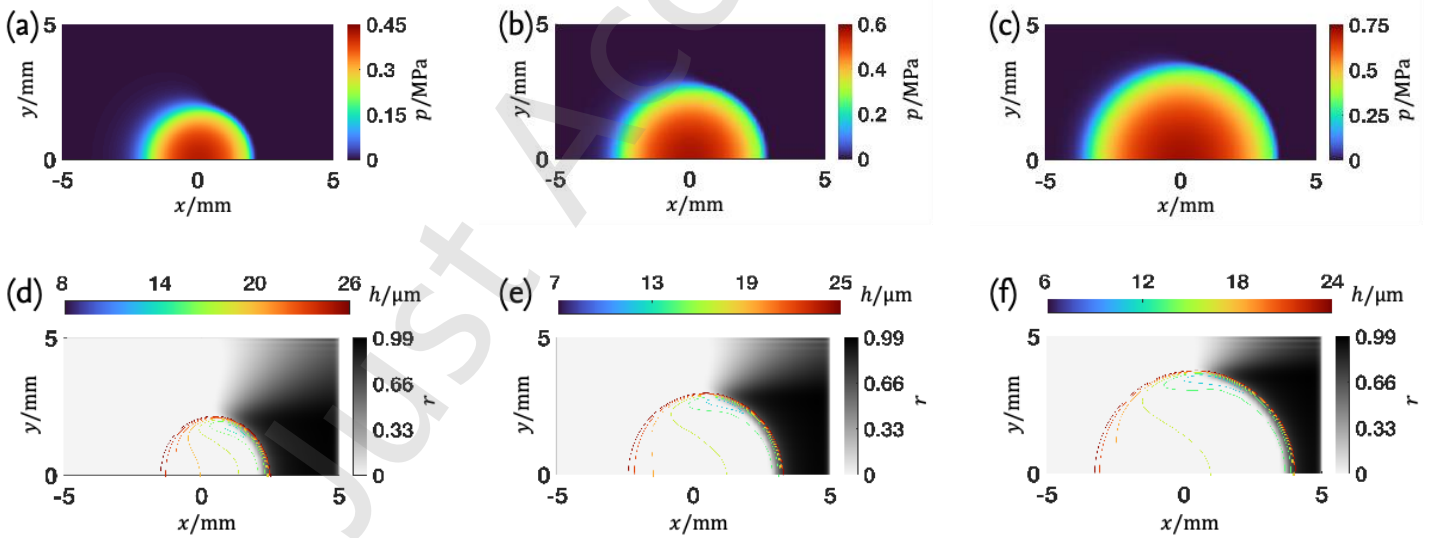 (a)
5
0
y/mm
-5
0
5
x/mm
0.45
0.3
0.15
0
p/MPa
(b)
5
0
y/mm
-5
0
5
x/mm
0.6
0.4
0.2
0
p/MPa
(c)
5
0
y/mm
-5
0
5
x/mm
0.75
0.5
0.25
0
p/MPa
(d)
8
14
20
26
h/μm
5
0
y/mm
-5
0
5
x/mm
0.99
0.66
0.33
0
r
(e)
7
13
19
25
h/μm
5
0
y/mm
-5
0
5
x/mm
0.99
0.66
0.33
0
r
(f)
6
12
18
24
h/μm
5
0
y/mm
-5
0
5
x/mm
0.99
0.66
0.33
0
r
Just Acc